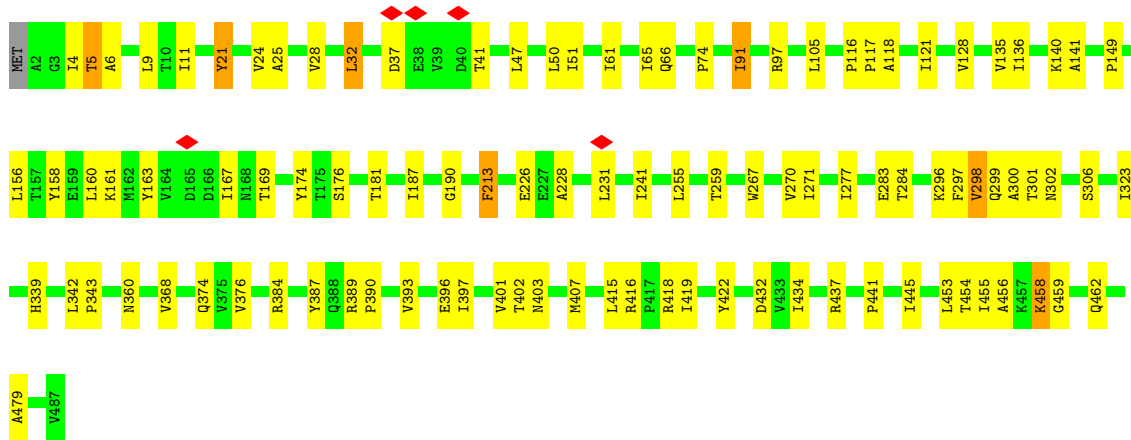 MET A2 G3 I4 T5 A6 L9 T10 I11 Y21 V24 A25 V28 L32 D37 E38 V39 D40 T41 L47 L50 I51 I61 I65 Q66 P74 I91 R97 L105 P116 P117 A118 I121 V128 V135 I136 K140 A141 P149
L156 T157 Y158 E159 L160 K161 M162 Y163 V164 D165 D166 I167 N168 T169 Y174 T175 S176 T181 I187 G190 F213 E226 E227 A228 L231 I241 L255 T259 W267 V270 I271 I277 E283 T284 K296 F297 V298 Q299 A300 T301 N302 S306 I323
H339 L342 P343 N360 V368 Q374 V375 V376 R384 Y387 Q388 R389 P390 V393 E396 I397 V401 T402 N403 M407 L415 R416 P417 R418 I419 Y422 D432 V433 I434 R437 P441 I445 L453 T454 I455 A456 K457 K458 G459 Q462
A479 V487